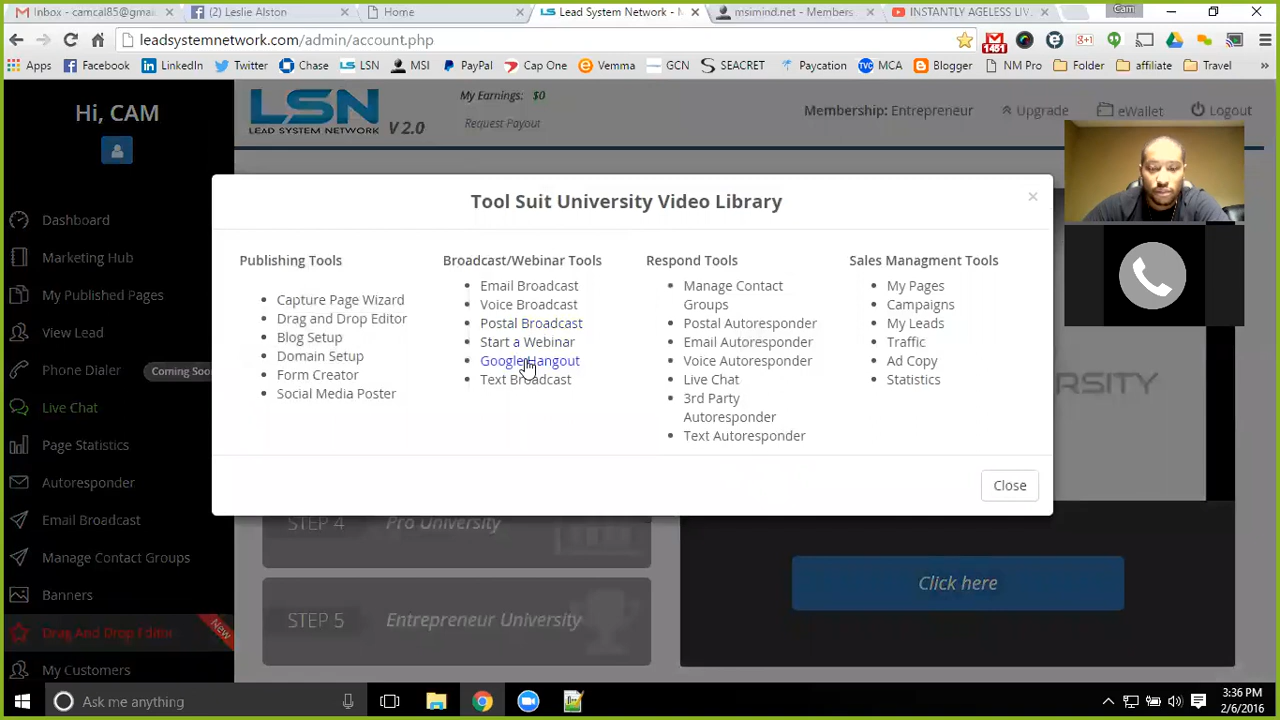 Inbox - camcal85@gmai
(2) Leslie Alston
Home
Lead System Network -
msimind.net - Members
INSTANTLY AGELESS LIV
Cam
leadsystemnetwork.com/admin/account.php
1451
Apps
Facebook
LinkedIn
Twitter
Chase
LSN
MSI
PayPal
Cap One
Vemma
GCN
SEACRET
Paycation
TVC
MCA
Blogger
NM Pro
Folder
affiliate
Travel
Hi, CAM
LSN
LEAD SYSTEM NETWORK
V 2.0
My Earnings: $0
Request Payout
Membership: Entrepreneur
Upgrade
eWallet
Logout
Dashboard
Marketing Hub
My Published Pages
View Lead
Phone Dialer
Coming Soo
Live Chat
Page Statistics
Autoresponder
Email Broadcast
Manage Contact Groups
Banners
Drag And Drop Editor
New
My Customers
Tool Suit University Video Library
×
Publishing Tools
Capture Page Wizard
Drag and Drop Editor
Blog Setup
Domain Setup
Form Creator
Social Media Poster
Broadcast/Webinar Tools
Email Broadcast
Voice Broadcast
Postal Broadcast
Start a Webinar
Google Hangout
Text Broadcast
Respond Tools
Manage Contact
Groups
Postal Autoresponder
Email Autoresponder
Voice Autoresponder
Live Chat
3rd Party
Autoresponder
Text Autoresponder
Sales Managment Tools
My Pages
Campaigns
My Leads
Traffic
Ad Copy
Statistics
Close
ERSITY
STEP 4
Pro University
STEP 5
Entrepreneur University
Click here
Ask me anything
3:36 PM
2/6/2016